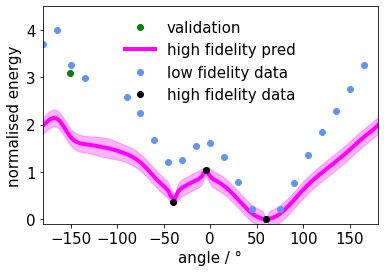 validation
high fidelity pred
low fidelity data
high fidelity data
normalised energy
4
3
2
1
0
−150 −100 −50 0 50 100 150
angle / °